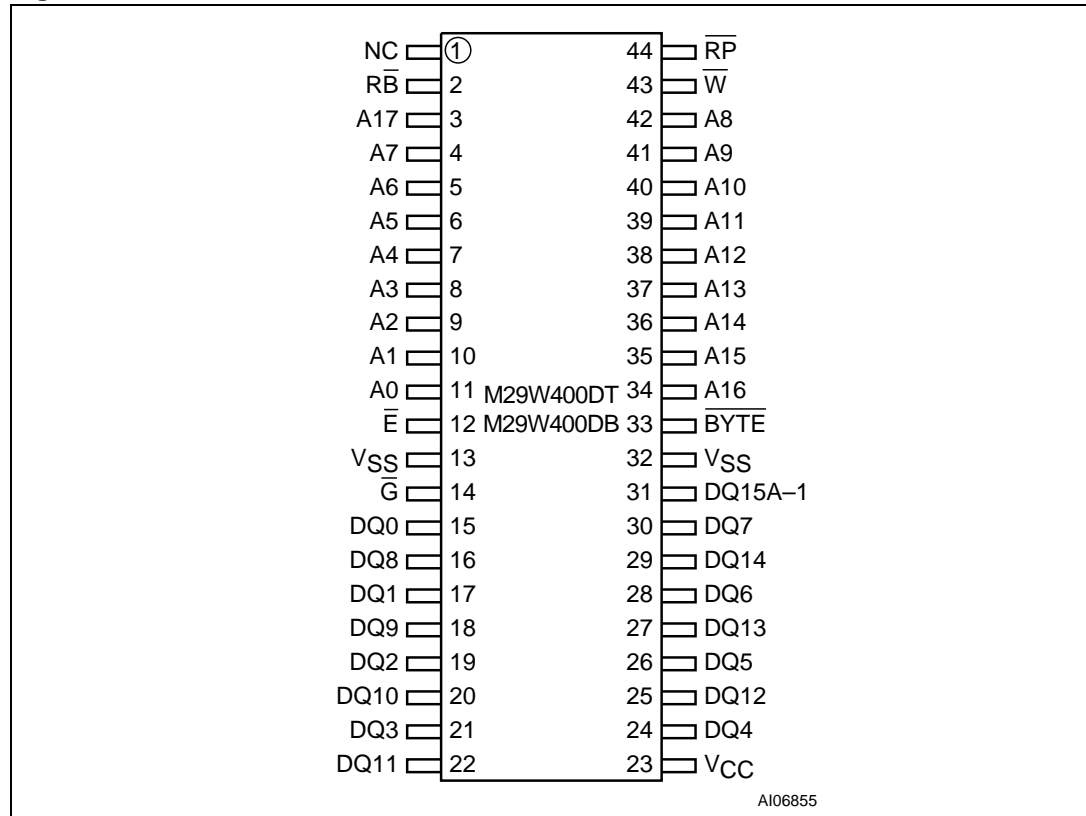 NC 1 44 R̅P̅
RB̅ 2 43 W̅
A17 3 42 A8
A7 4 41 A9
A6 5 40 A10
A5 6 39 A11
A4 7 38 A12
A3 8 37 A13
A2 9 36 A14
A1 10 35 A15
A0 11 M29W400DT 34 A16
E̅ 12 M29W400DB 33 B̅Y̅T̅E̅
VSS 13 32 VSS
G̅ 14 31 DQ15A–1
DQ0 15 30 DQ7
DQ8 16 29 DQ14
DQ1 17 28 DQ6
DQ9 18 27 DQ13
DQ2 19 26 DQ5
DQ10 20 25 DQ12
DQ3 21 24 DQ4
DQ11 22 23 VCC
AI06855